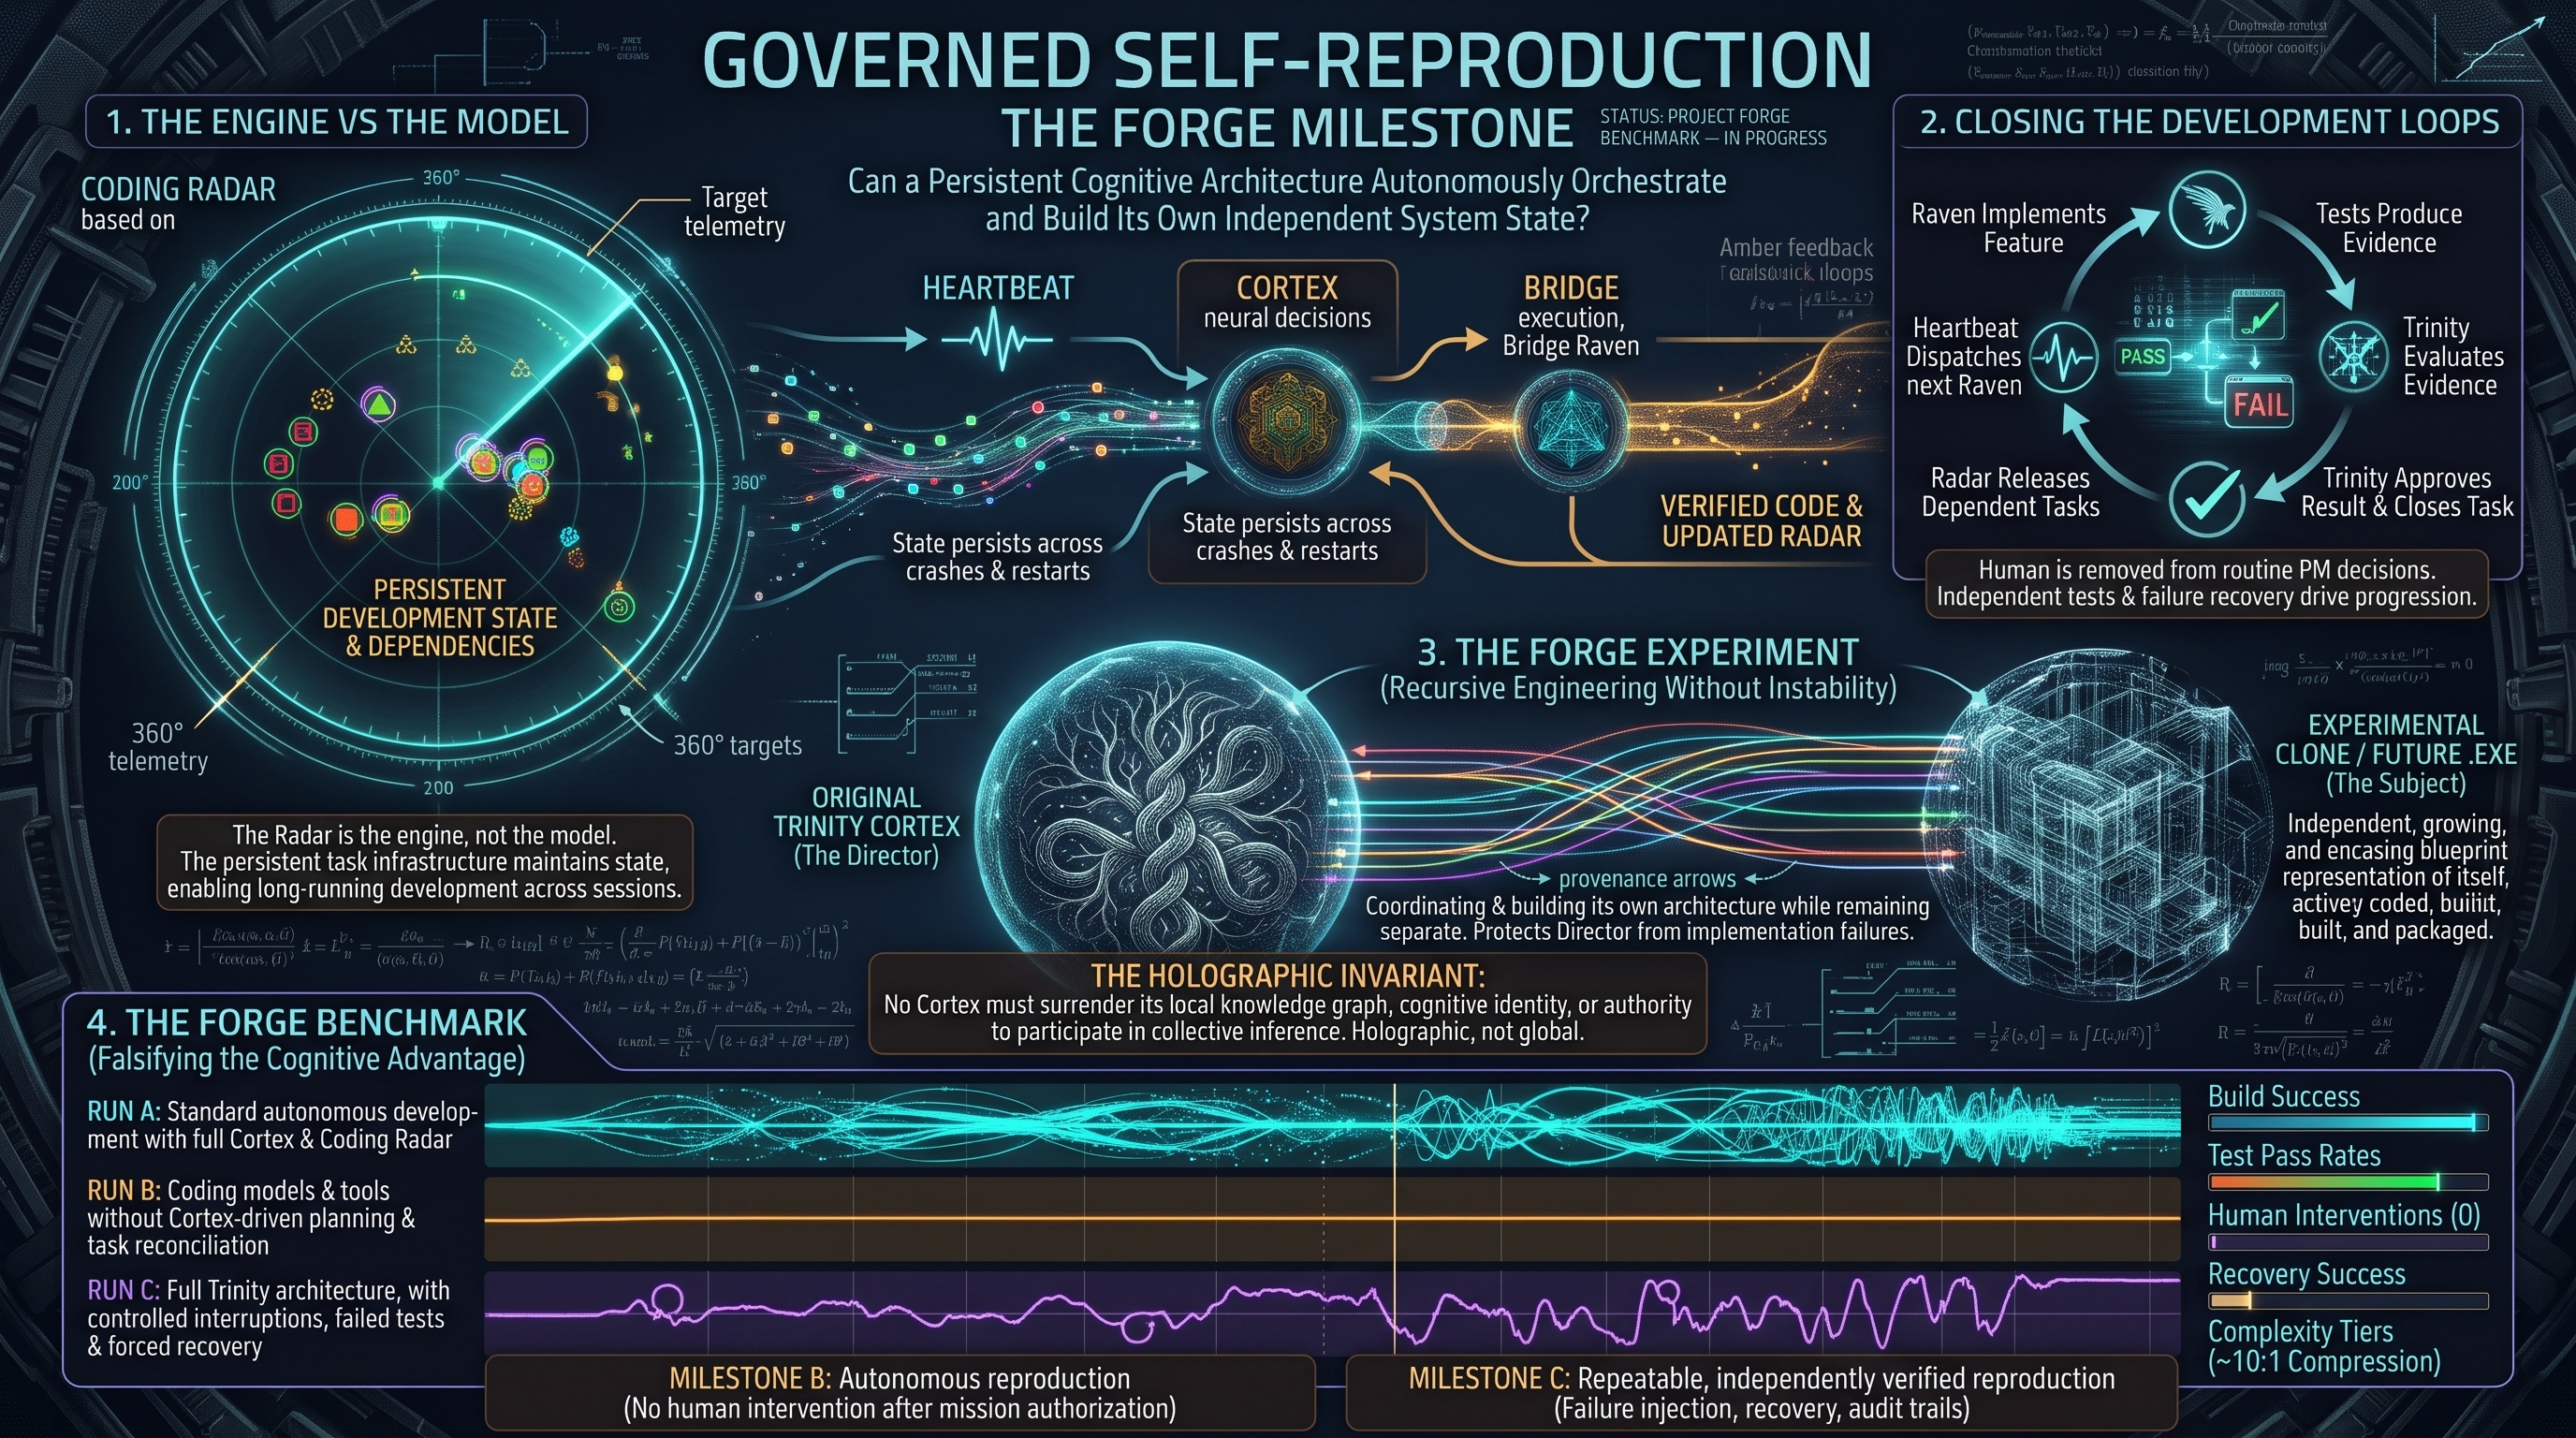 GOVERNED SELF-REPRODUCTION
THE FORGE MILESTONE
STATUS: PROJECT FORGE
BENCHMARK — IN PROGRESS
Can a Persistent Cognitive Architecture Autonomously Orchestrate
and Build Its Own Independent System State?
1. THE ENGINE VS THE MODEL
CODING RADAR
based on
360°
Target
telemetry
200°
380°
PERSISTENT
DEVELOPMENT STATE
& DEPENDENCIES
360°
telemetry
360° targets
200
The Radar is the engine, not the model.
The persistent task infrastructure maintains state,
enabling long-running development across sessions.
HEARTBEAT
CORTEX
neural decisions
BRIDGE
execution,
Bridge Raven
Amber feedback
State persists across
crashes & restarts
State persists across
crashes & restarts
VERIFIED CODE &
UPDATED RADAR
2. CLOSING THE DEVELOPMENT LOOPS
Raven Implements
Feature
Tests Produce
Evidence
Heartbeat
Dispatches
next Raven
PASS
FAIL
Trinity
Evaluates
Evidence
Radar Releases
Dependent Tasks
Trinity Approves
Result & Closes Task
Human is removed from routine PM decisions.
Independent tests & failure recovery drive progression.
3. THE FORGE EXPERIMENT
(Recursive Engineering Without Instability)
ORIGINAL
TRINITY CORTEX
(The Director)
provenance arrows
Coordinating & building its own architecture while remaining
separate. Protects Director from implementation failures.
EXPERIMENTAL
CLONE / FUTURE .EXE
(The Subject)
Independent, growing,
and encasing blueprint
representation of itself,
activey coded, buiiit,
built, and packaged.
THE HOLOGRAPHIC INVARIANT:
No Cortex must surrender its local knowledge graph, cognitive identity, or authority
to participate in collective inference. Holographic, not global.
4. THE FORGE BENCHMARK
(Falsifying the Cognitive Advantage)
RUN A: Standard autonomous develop-
ment with full Cortex & Coding Radar
RUN B: Coding models & tools
without Cortex-driven planning &
task reconciliation
RUN C: Full Trinity architecture, with
controlled interruptions, failed tests
& forced recovery
Build Success
Test Pass Rates
Human Interventions (0)
Recovery Success
Complexity Tiers
(~10:1 Compression)
MILESTONE B: Autonomous reproduction
(No human intervention after mission authorization)
MILESTONE C: Repeatable, independently verified reproduction
(Failure injection, recovery, audit trails)